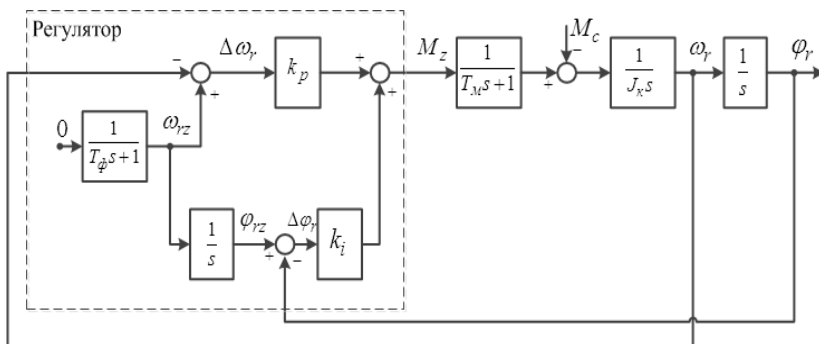 Регулятор
−
Δω_r
+
k_p
+
+
M_z
1
T_м s+1
+
M_c
−
1
J_к s
ω_r
1
s
φ_r
0
1
T_ф s+1
ω_rz
1
s
φ_rz
+
−
Δφ_r
k_i